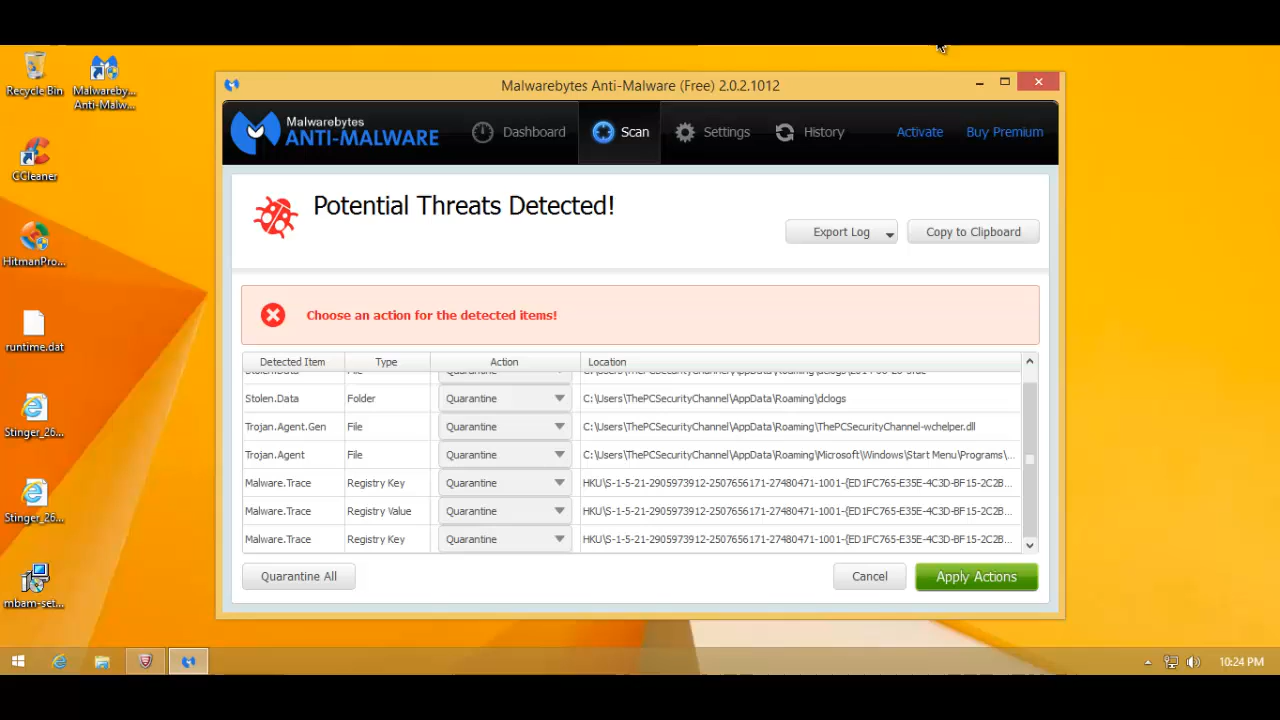 Malwarebytes Anti-Malware (Free) 2.0.2.1012
Recycle Bin
Malwareby...
Anti-Malw...
CCleaner
HitmanPro...
runtime.dat
Stinger_26...
Stinger_26...
mbam-set...
Malwarebytes
ANTI-MALWARE
Dashboard
Scan
Settings
History
Activate
Buy Premium
Potential Threats Detected!
Export Log
Copy to Clipboard
Choose an action for the detected items!
Detected Item Type Action Location
Stolen.Data File Quarantine
Stolen.Data Folder Quarantine C:\Users\ThePCSecurityChannel\AppData\Roaming\dclogs
Trojan.Agent.Gen File Quarantine C:\Users\ThePCSecurityChannel\AppData\Roaming\ThePCSecurityChannel-wchelper.dll
Trojan.Agent File Quarantine C:\Users\ThePCSecurityChannel\AppData\Roaming\Microsoft\Windows\Start Menu\Programs\...
Malware.Trace Registry Key Quarantine HKU\S-1-5-21-2905973912-2507656171-27480471-1001-{ED1FC765-E35E-4C3D-BF15-2C2B...
Malware.Trace Registry Value Quarantine HKU\S-1-5-21-2905973912-2507656171-27480471-1001-{ED1FC765-E35E-4C3D-BF15-2C2B...
Malware.Trace Registry Key Quarantine HKU\S-1-5-21-2905973912-2507656171-27480471-1001-{ED1FC765-E35E-4C3D-BF15-2C2B...
Quarantine All
Cancel
Apply Actions
10:24 PM